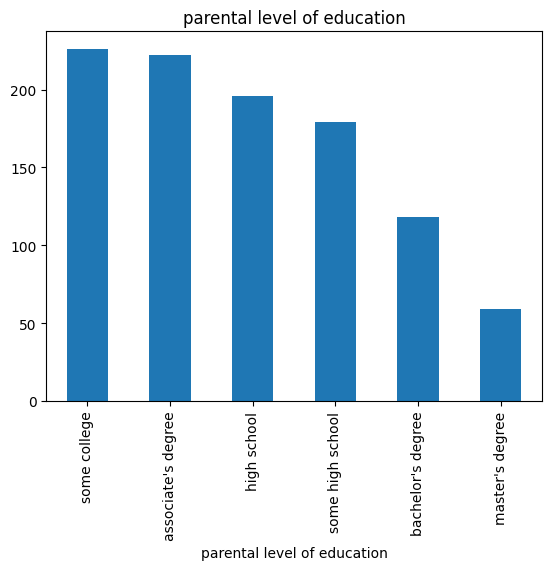 parental level of education
200
150
100
50
0
some college
associate's degree
high school
some high school
bachelor's degree
master's degree
parental level of education